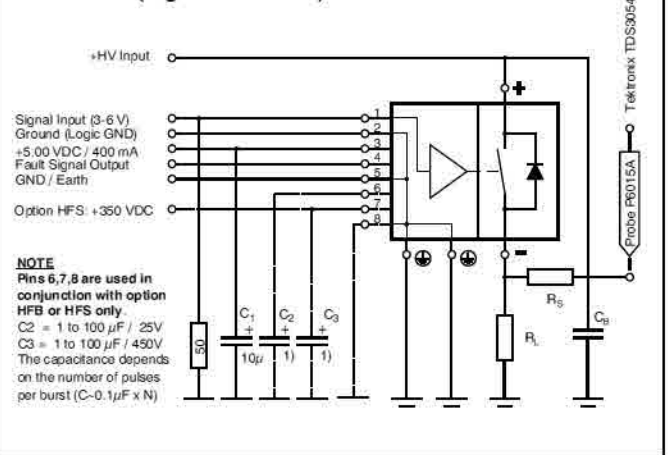 +HV Input
Signal Input (3-6 V)
Ground (Logic GND)
+5.00 VDC / 400 mA
Fault Signal Output
GND / Earth
Option HFS: +350 VDC
1
2
3
4
5
6
7
8
+
-
Tektronix TDS3054
Probe P6015A
RS
RL
CB
C1
+
10µ
C2
+
1)
C3
+
1)
50
NOTE
Pins 6,7,8 are used in
conjunction with option
HFB or HFS only.
C2 = 1 to 100 µF / 25V
C3 = 1 to 100 µF / 450V
The capacitance depends
on the number of pulses
per burst (C~0.1µF x N)